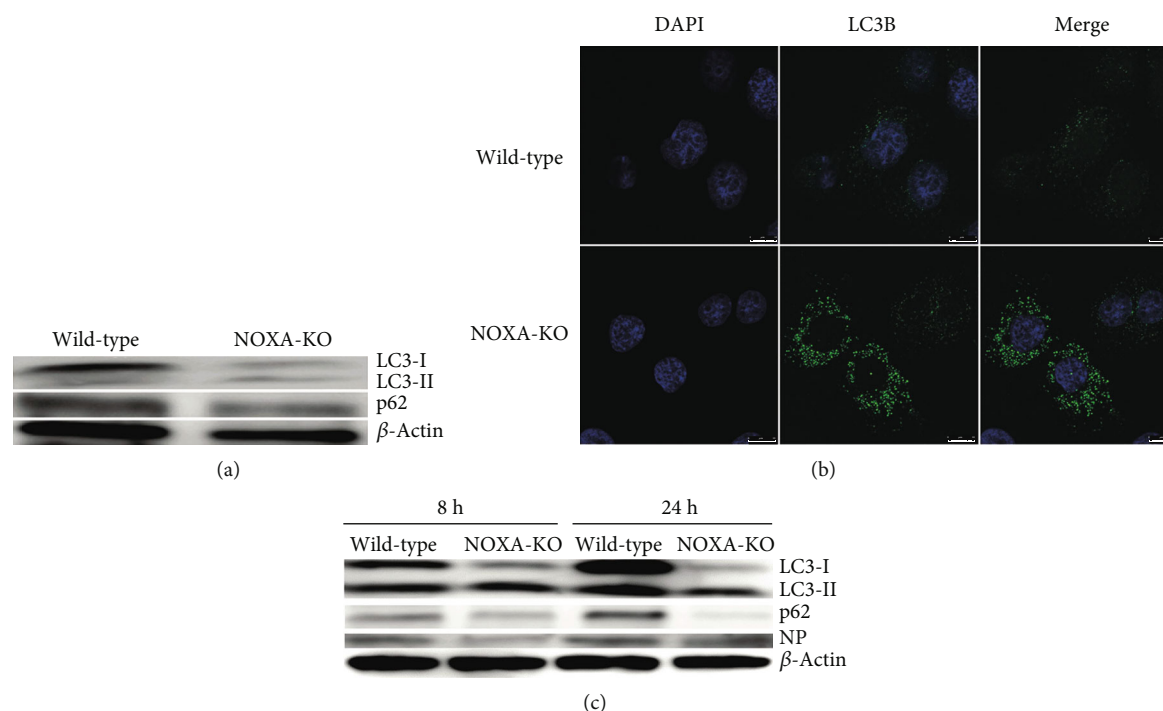 DAPI LC3B Merge
Wild-type
NOXA-KO
Wild-type NOXA-KO
LC3-I
LC3-II
p62
β-Actin
(a)
(b)
8 h 24 h
Wild-type NOXA-KO Wild-type NOXA-KO
LC3-I
LC3-II
p62
NP
β-Actin
(c)